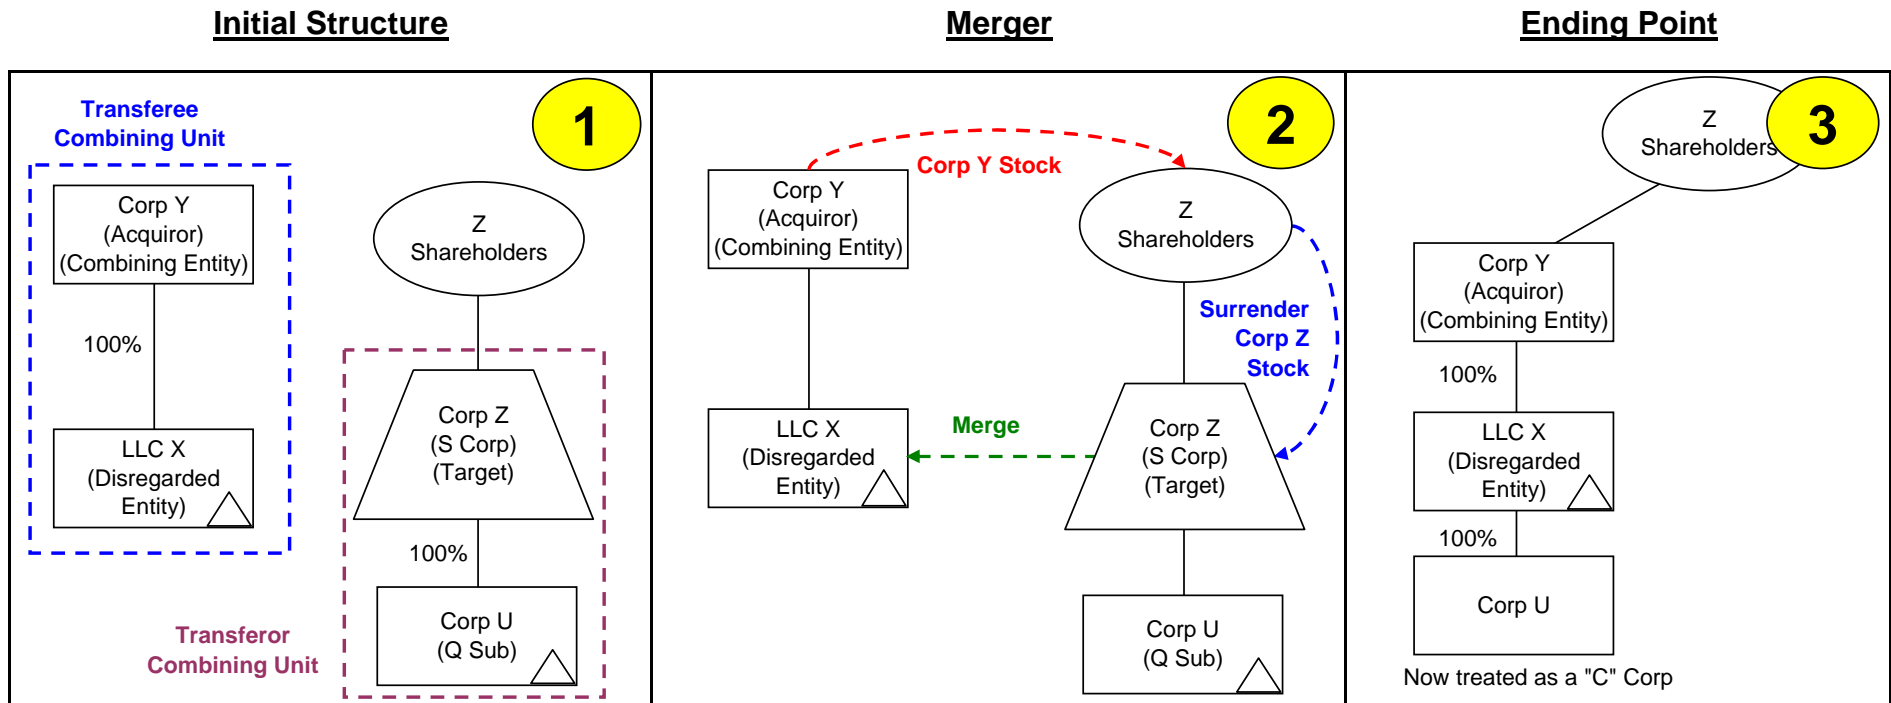 Initial Structure
Merger
Ending Point
1
Transferee
Combining Unit
Corp Y
(Acquiror)
(Combining Entity)
100%
LLC X
(Disregarded
Entity)
Z
Shareholders
Corp Z
(S Corp)
(Target)
100%
Corp U
(Q Sub)
Transferor
Combining Unit
2
Corp Y Stock
Corp Y
(Acquiror)
(Combining Entity)
Z
Shareholders
Surrender
Corp Z
Stock
LLC X
(Disregarded
Entity)
Merge
Corp Z
(S Corp)
(Target)
Corp U
(Q Sub)
3
Z
Shareholders
Corp Y
(Acquiror)
(Combining Entity)
100%
LLC X
(Disregarded
Entity)
100%
Corp U
Now treated as a "C" Corp